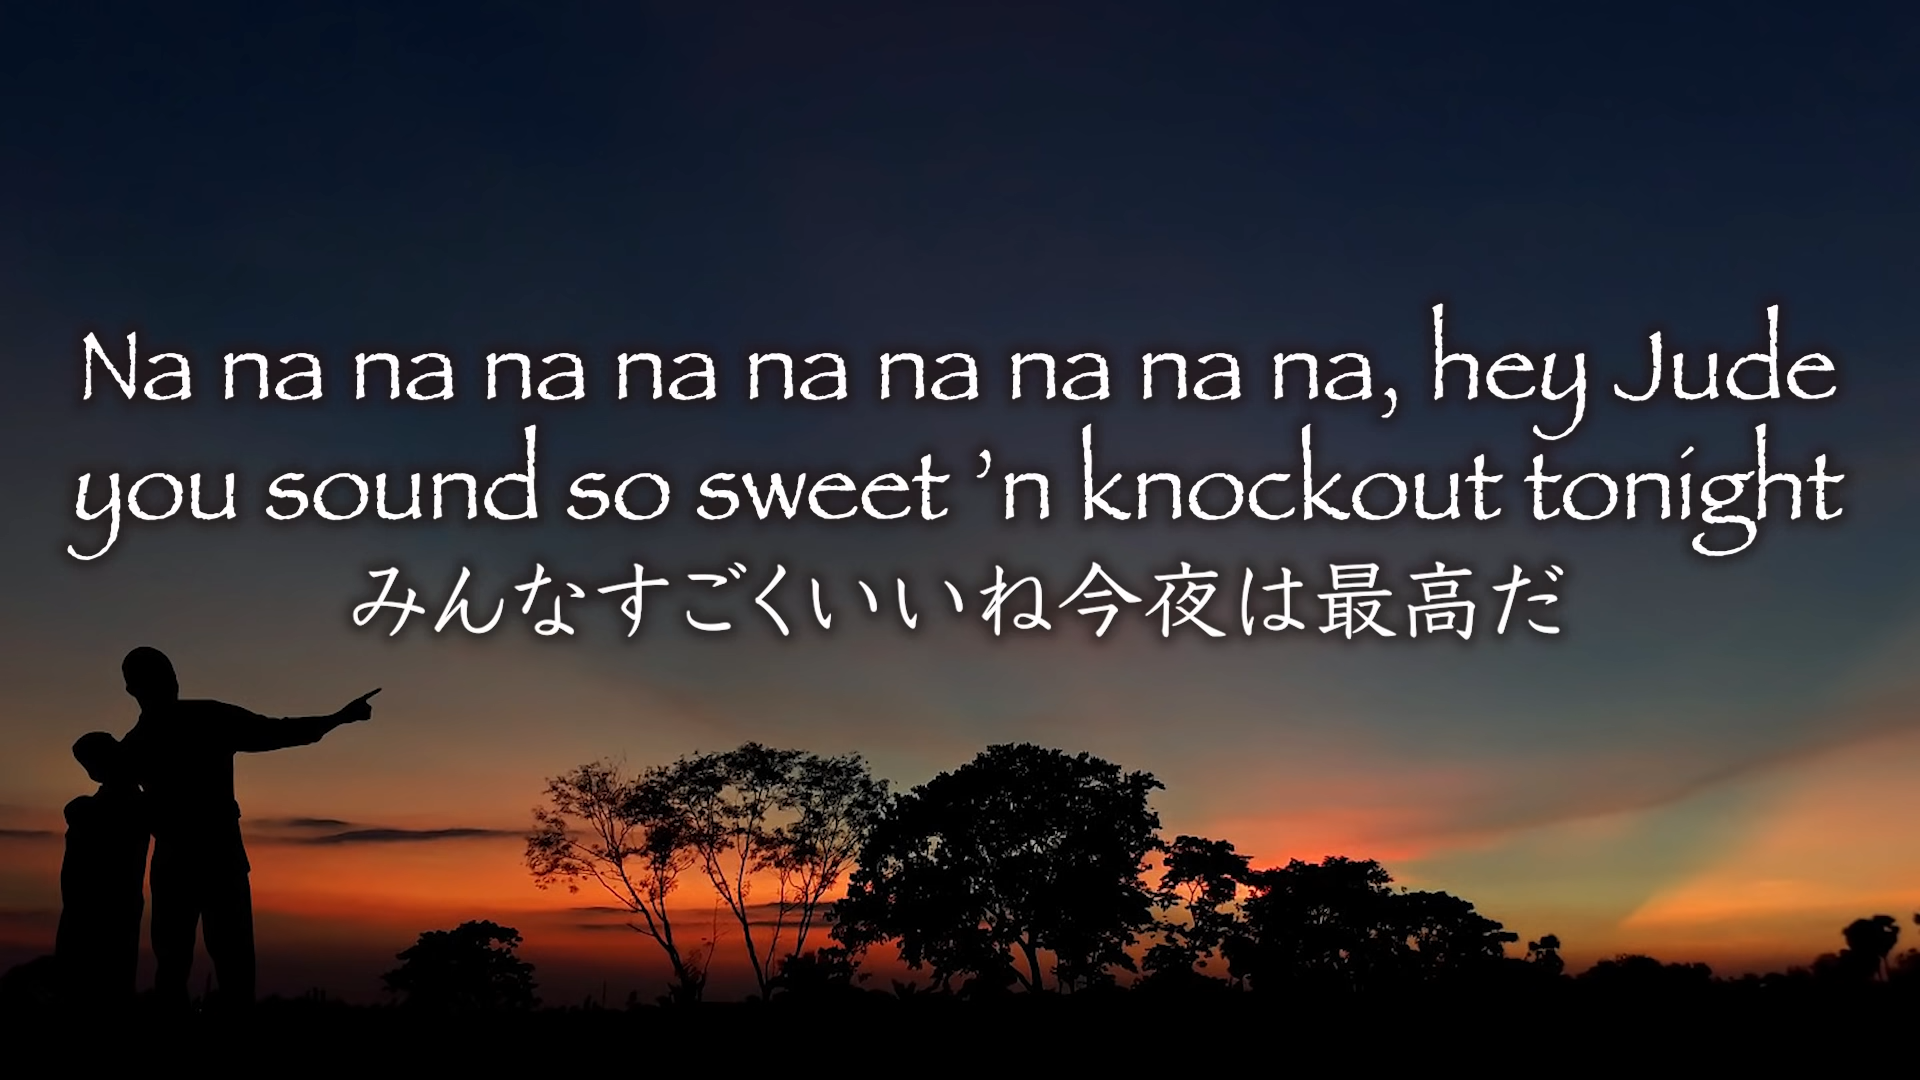 Na na na na na na na na na na, hey Jude
you sound so sweet ’n knockout tonight
みんなすごくいいね今夜は最高だ